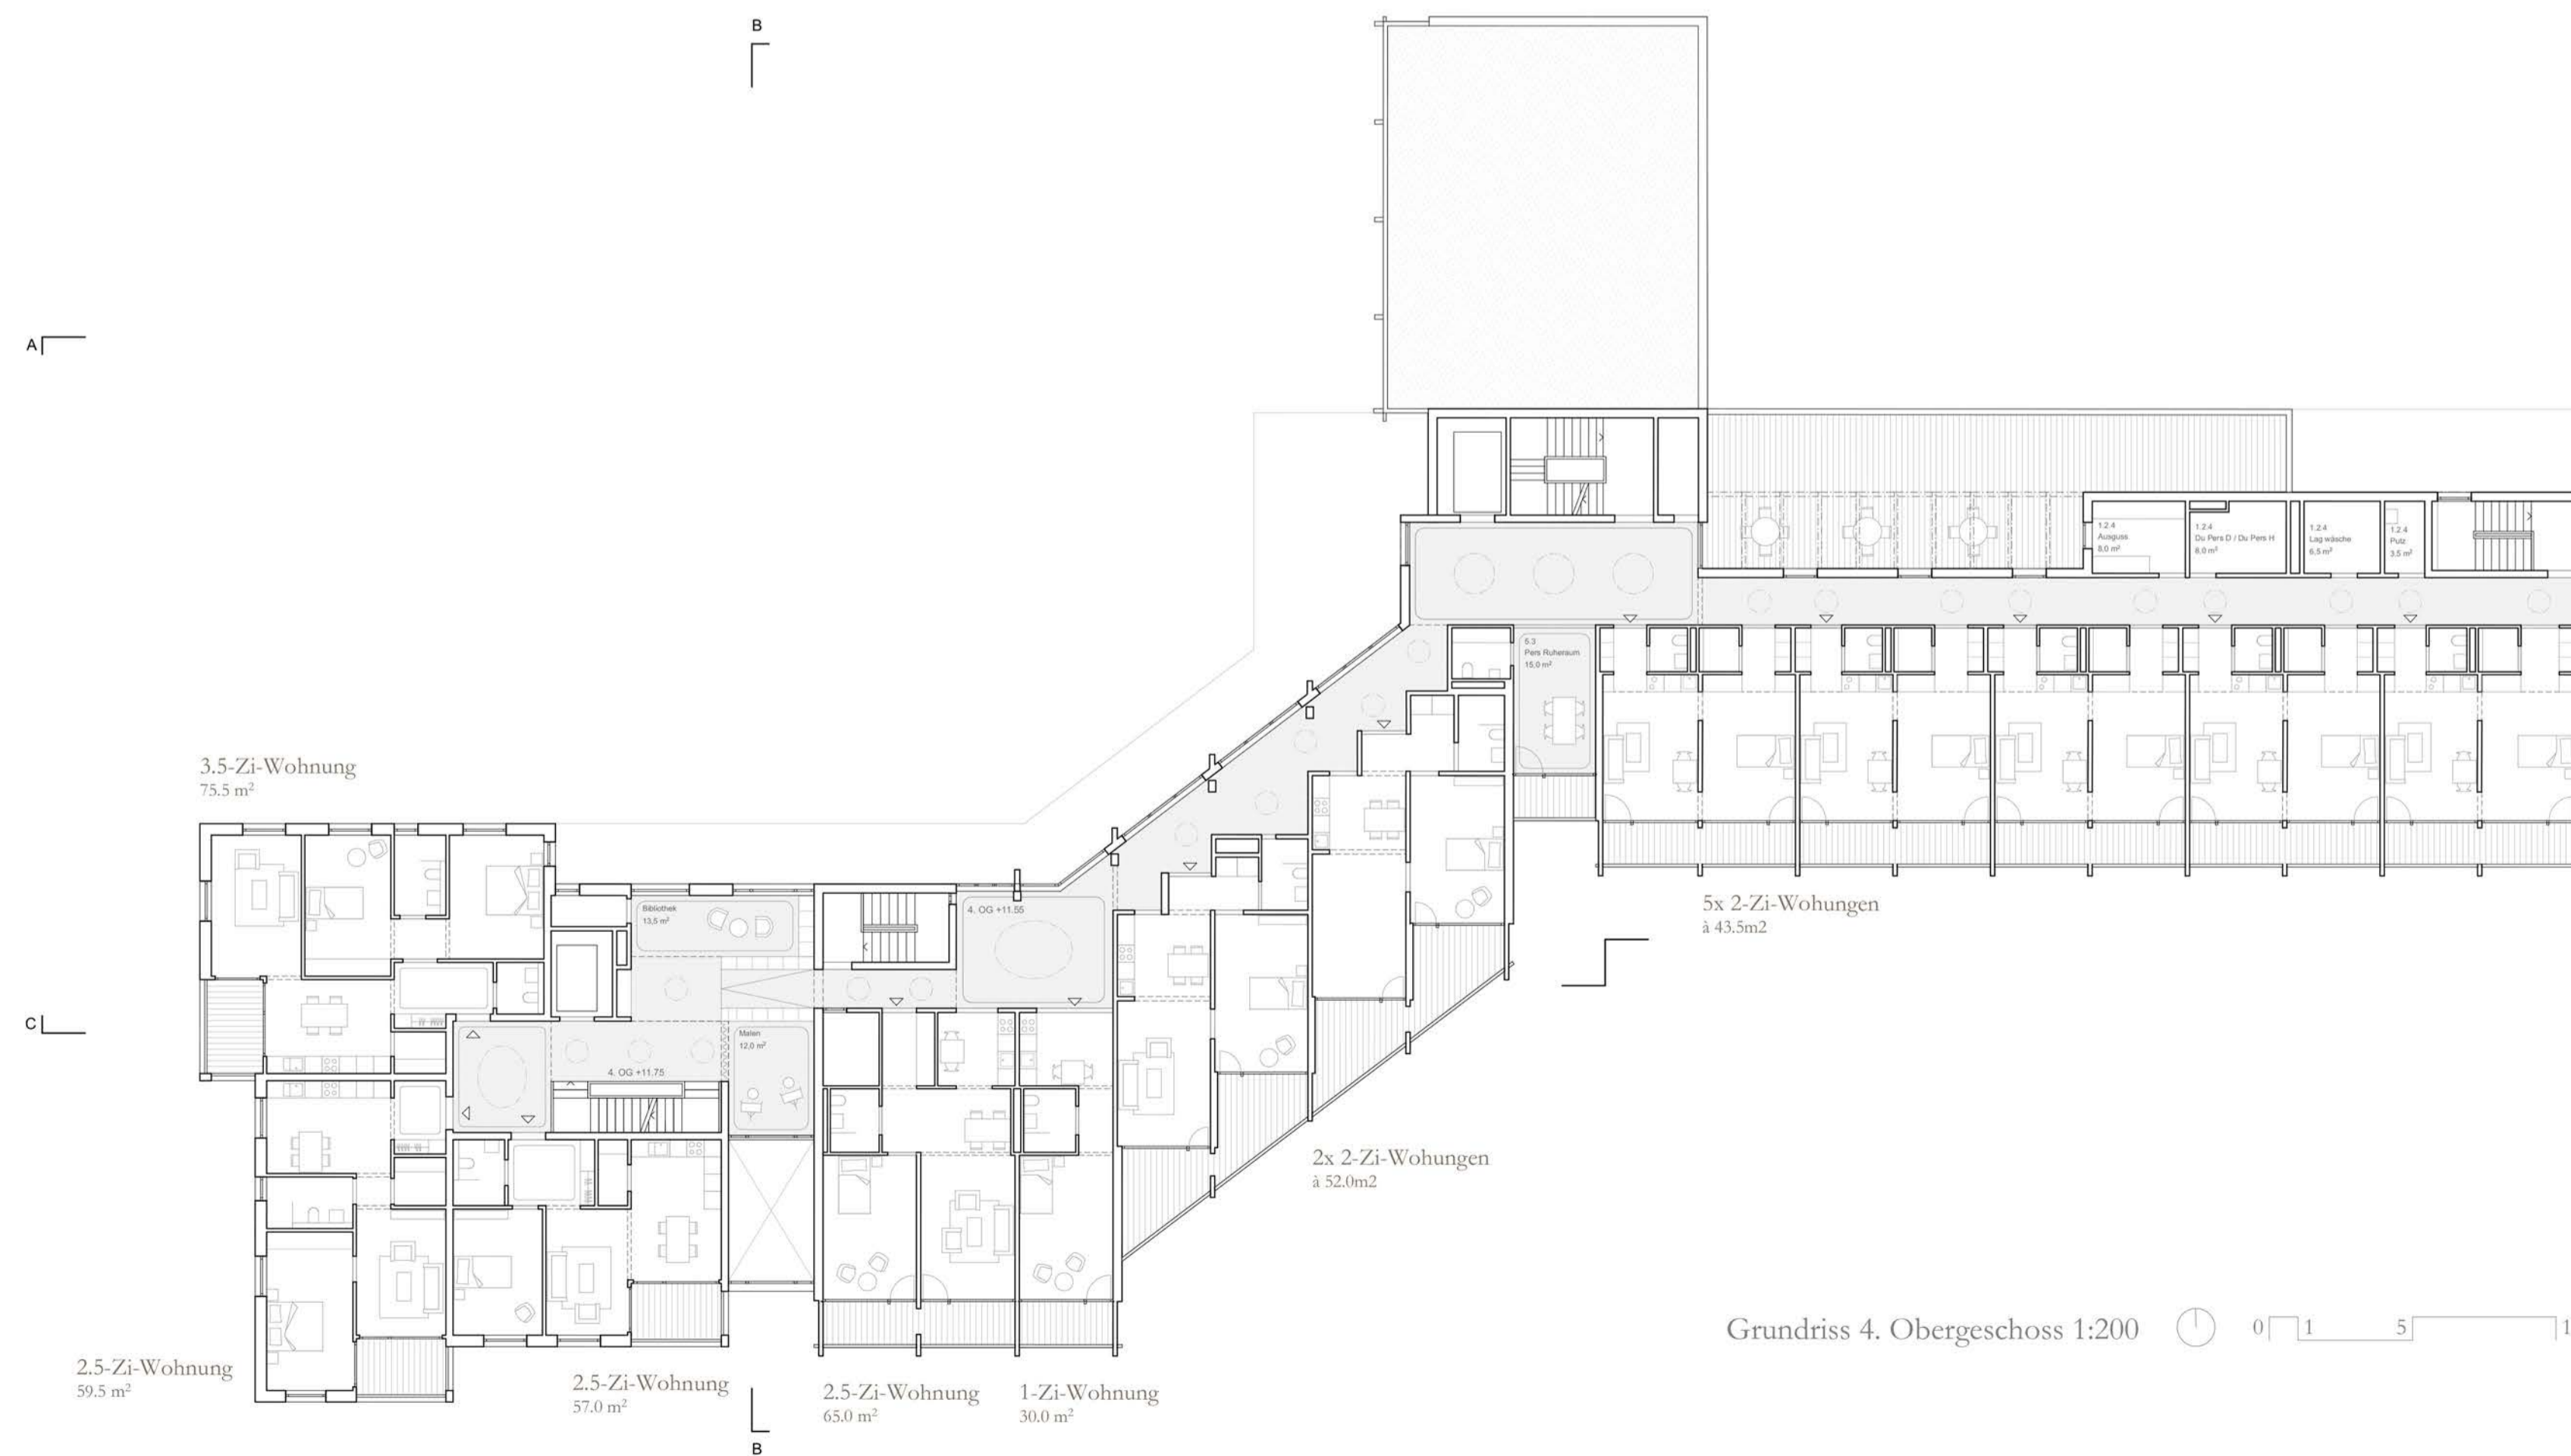 B
A
1.2.4
Ausguss
8,0 m²
1.2.4
Du Pers D / Du Pers H
8,0 m²
1.2.4
Lag wäsche
6,5 m²
1.2.4
Putz
3,5 m²
5.3
Pers Ruheraum
15,0 m²
3.5-Zi-Wohnung
75.5 m²
Bibliothek
13,5 m²
4. OG +11.55
5x 2-Zi-Wohungen
à 43.5m2
C
Malen
12,0 m²
4. OG +11.75
2x 2-Zi-Wohungen
à 52.0m2
Grundriss 4. Obergeschoss 1:200
0 1 5 1
2.5-Zi-Wohnung
59.5 m²
2.5-Zi-Wohnung
57.0 m²
2.5-Zi-Wohnung
65.0 m²
1-Zi-Wohnung
30.0 m²
B